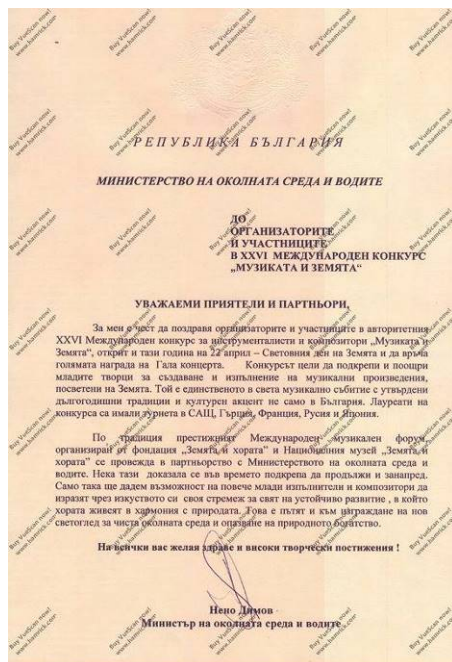 РЕПУБЛИКА БЪЛГАРИЯ
МИНИСТЕРСТВО НА ОКОЛНАТА СРЕДА И ВОДИТЕ
ДО
ОРГАНИЗАТОРИТЕ
И УЧАСТНИЦИТЕ
В XXVI МЕЖДУНАРОДЕН КОНКУРС
„МУЗИКАТА И ЗЕМЯТА“
УВАЖАЕМИ ПРИЯТЕЛИ И ПАРТНЬОРИ,
За мен е чест да поздравя организаторите и участниците в авторитетния
XXVI Международен конкурс за инструменталисти и композитори „Музиката и
Земята“, открит и тази година на 22 април – Световния ден на Земята и да връча
голямата награда на Гала концерта. Конкурсът цели да подкрепи и поощри
младите творци за създаване и изпълнение на музикални произведения,
посветени на Земята. Той е единственото в света музикално събитие с утвърдени
дългогодишни традиции и културен акцент не само в България. Лауреати на
конкурса са имали турнета в САЩ, Гърция, Франция, Русия и Япония.
По традиция престижният Международен музикален форум,
организиран от фондация „Земята и хората“ и Националния музей „Земята и
хората“ се провежда в партньорство с Министерството на околната среда и
водите. Нека тази доказала се във времето подкрепа да продължи и занапред.
Само така ще дадем възможност на повече млади изпълнители и композитори да
изразят чрез изкуството си своя стремеж за свят на устойчиво развитие , в който
хората живеят в хармония с природата. Това е пътят и към изграждане на нов
светоглед за чиста околната среда и опазване на природното богатство.
На всички вас желая здраве и високи творчески постижения !
Нено Димов
Министър на околната среда и водите
Buy VueScan now!
www.hamrick.com